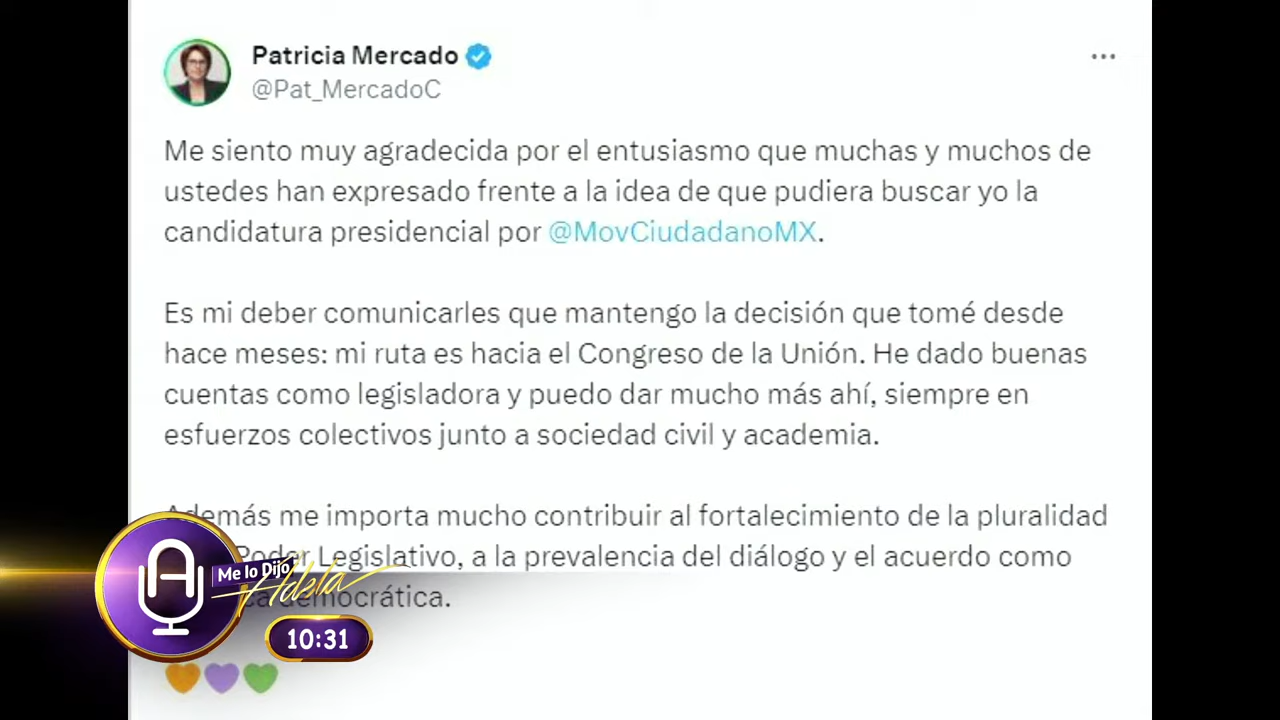 Patricia Mercado
@Pat_MercadoC
Me siento muy agradecida por el entusiasmo que muchas y muchos de
ustedes han expresado frente a la idea de que pudiera buscar yo la
candidatura presidencial por @MovCiudadanoMX.
Es mi deber comunicarles que mantengo la decisión que tomé desde
hace meses: mi ruta es hacia el Congreso de la Unión. He dado buenas
cuentas como legisladora y puedo dar mucho más ahí, siempre en
esfuerzos colectivos junto a sociedad civil y academia.
Además me importa mucho contribuir al fortalecimiento de la pluralidad
Poder Legislativo, a la prevalencia del diálogo y el acuerdo como
democrática.
Me lo Dijo
Adela
10:31